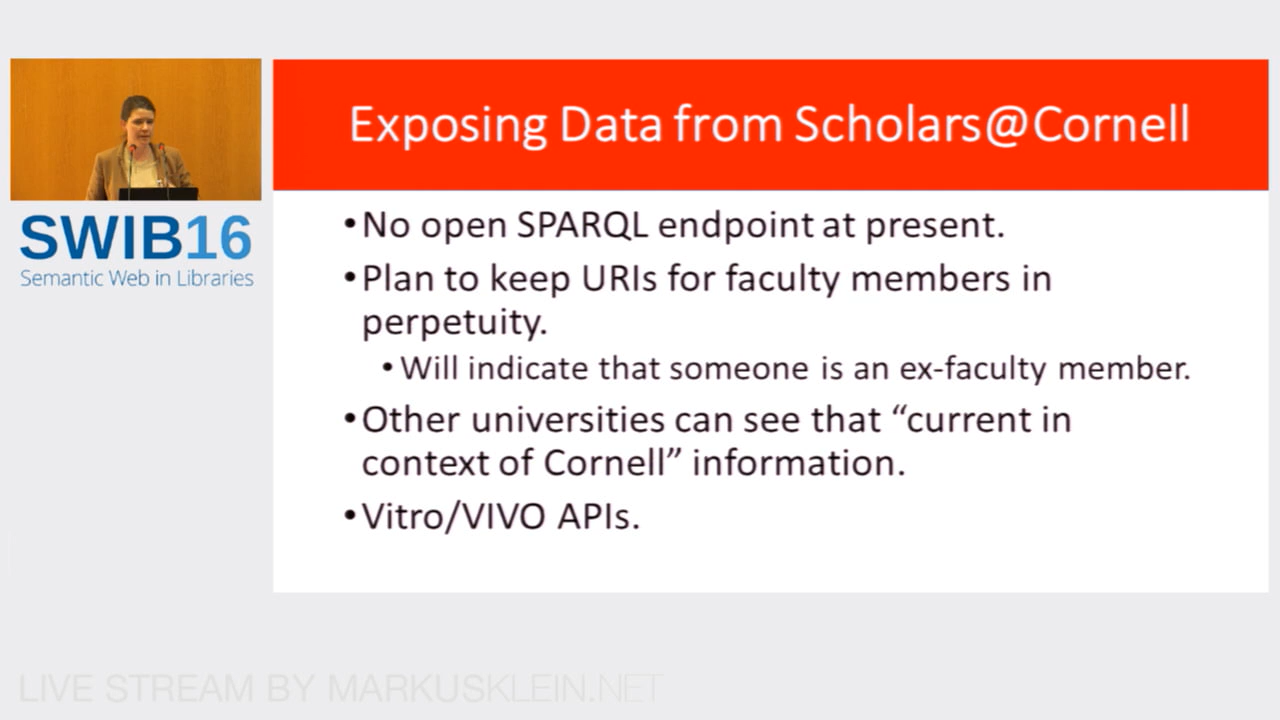 Exposing Data from Scholars@Cornell
SWIB16
Semantic Web in Libraries
•No open SPARQL endpoint at present.
•Plan to keep URIs for faculty members in
perpetuity.
•Will indicate that someone is an ex-faculty member.
•Other universities can see that “current in
context of Cornell” information.
•Vitro/VIVO APIs.
LIVE STREAM BY MARKUSKLEIN.NET